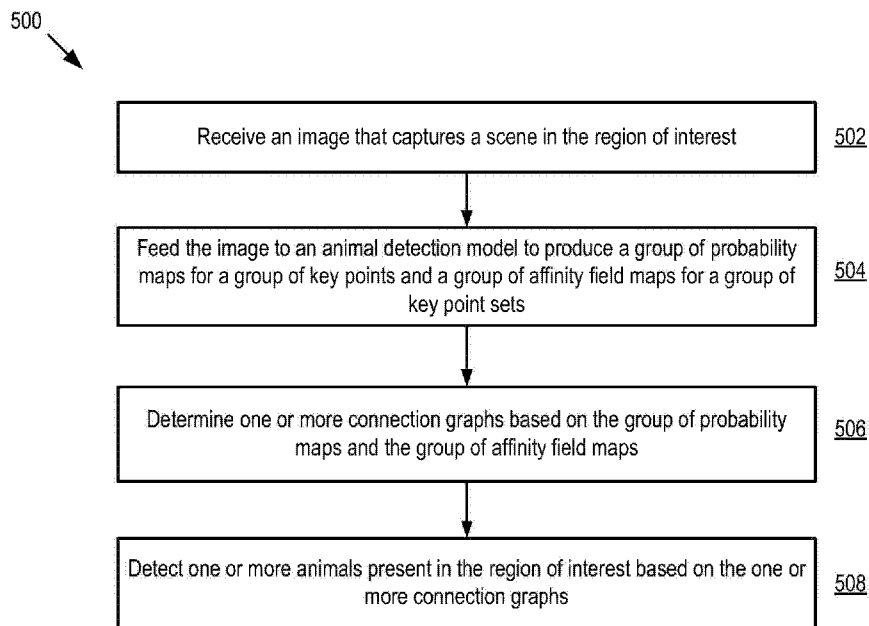 500
Receive an image that captures a scene in the region of interest
502
Feed the image to an animal detection model to produce a group of probability
maps for a group of key points and a group of affinity field maps for a group of
key point sets
504
Determine one or more connection graphs based on the group of probability
maps and the group of affinity field maps
506
Detect one or more animals present in the region of interest based on the one or
more connection graphs
508